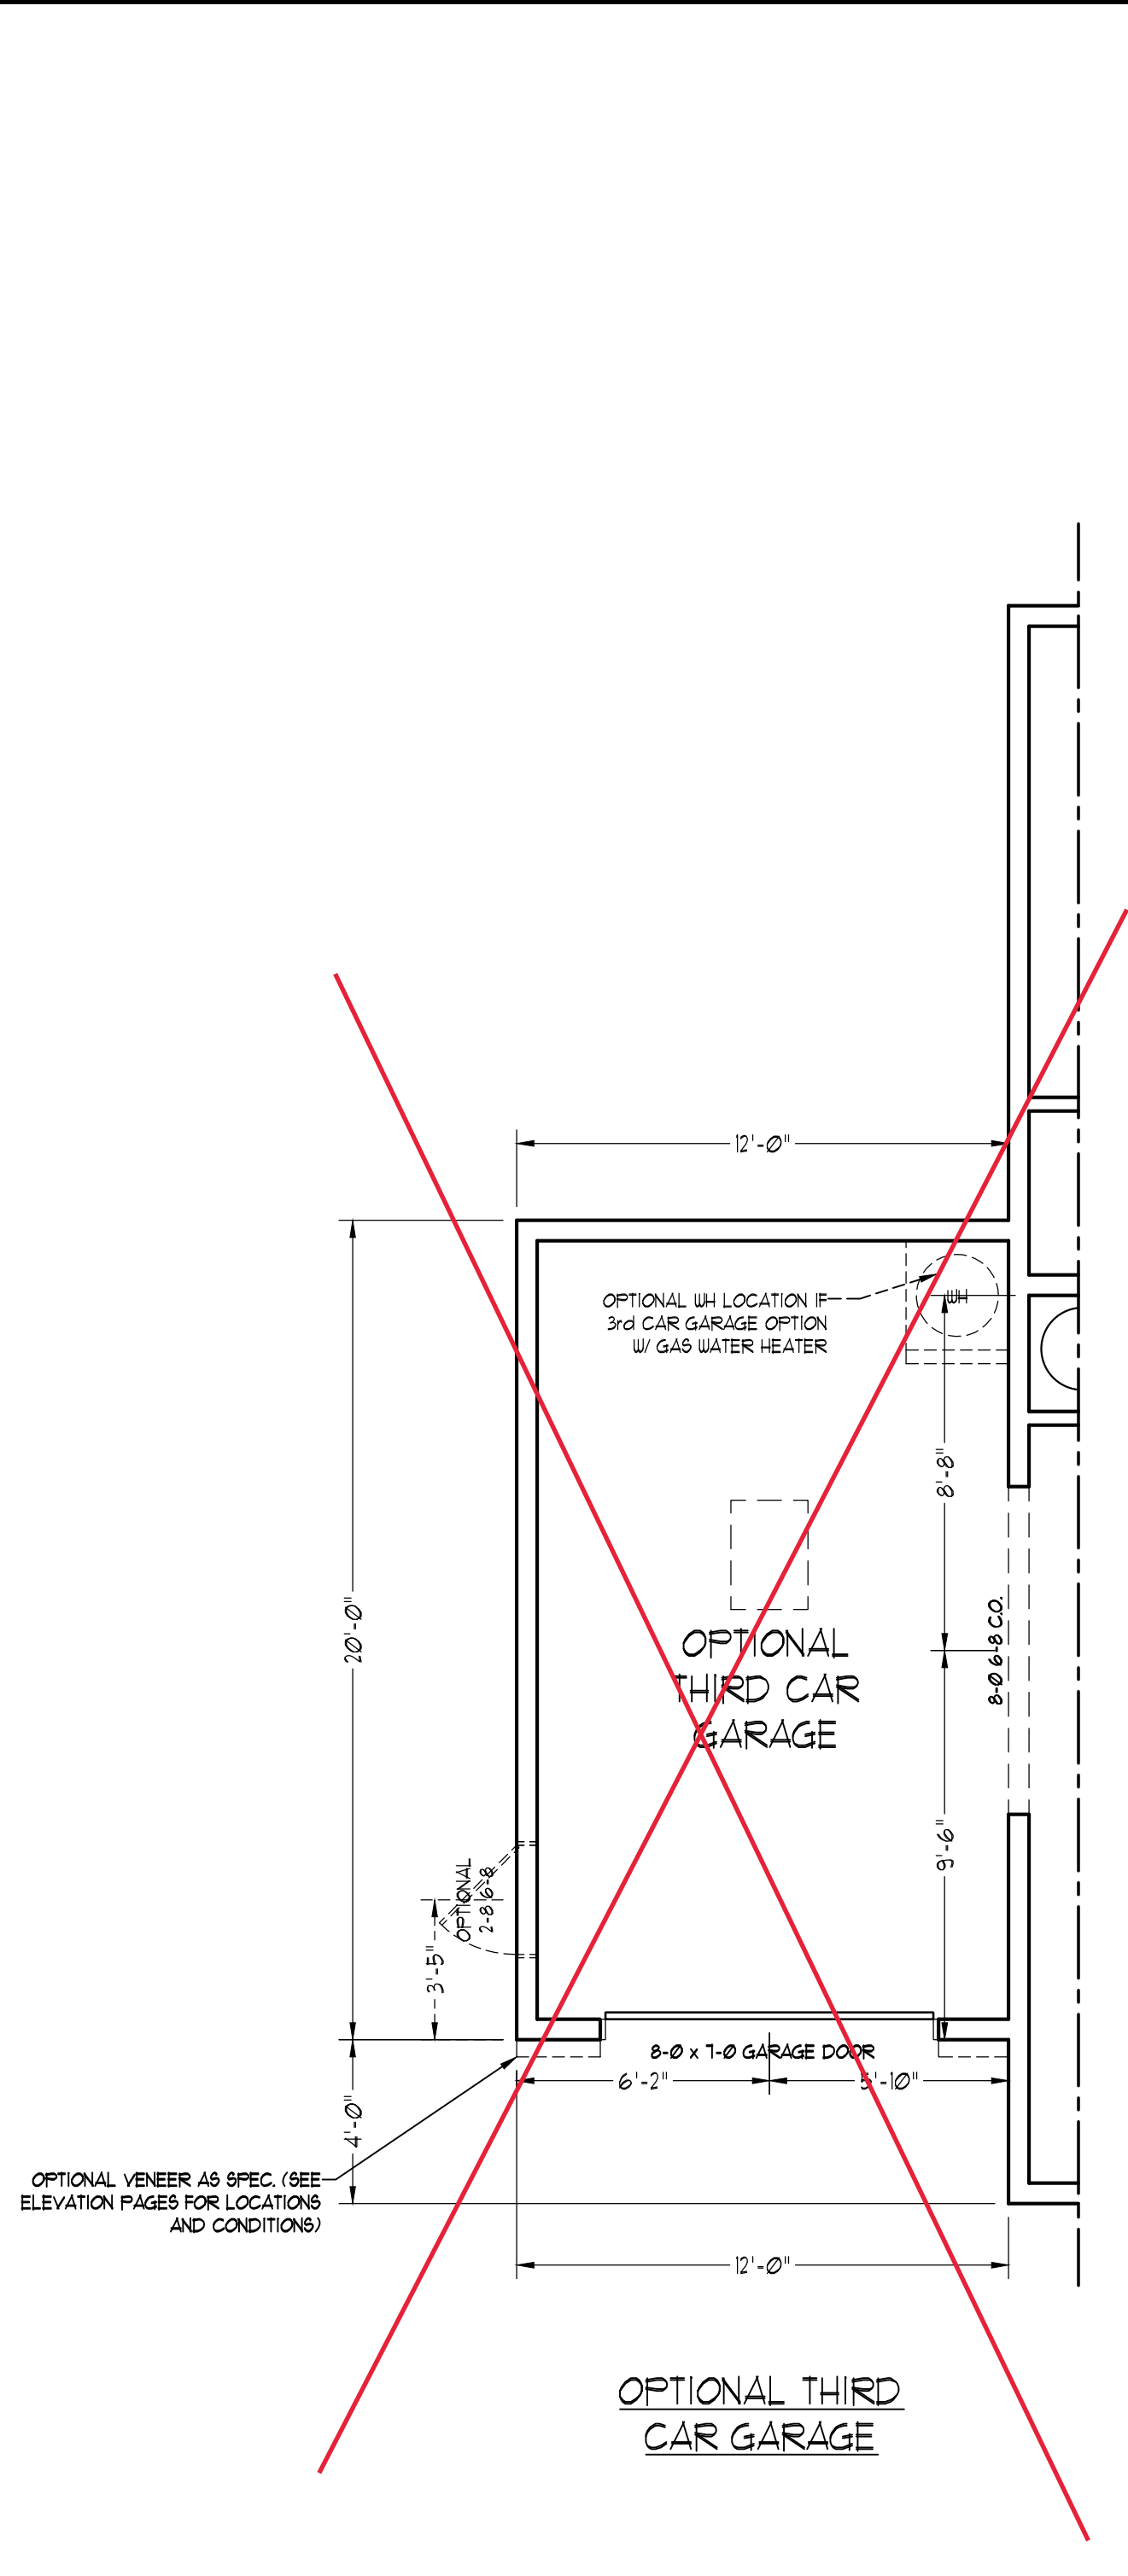 12'-0"
OPTIONAL WH LOCATION IF
3rd CAR GARAGE OPTION
W/ GAS WATER HEATER
WH
8'-8"
20'-0"
8-0 6-8 C.O.
OPTIONAL
THIRD CAR
GARAGE
9'-6"
OPTIONAL
2-8 6-8
3'-5"
8-0 x 7-0 GARAGE DOOR
6'-2"
5'-10"
4'-0"
OPTIONAL VENEER AS SPEC. (SEE
ELEVATION PAGES FOR LOCATIONS
AND CONDITIONS)
12'-0"
OPTIONAL THIRD
CAR GARAGE